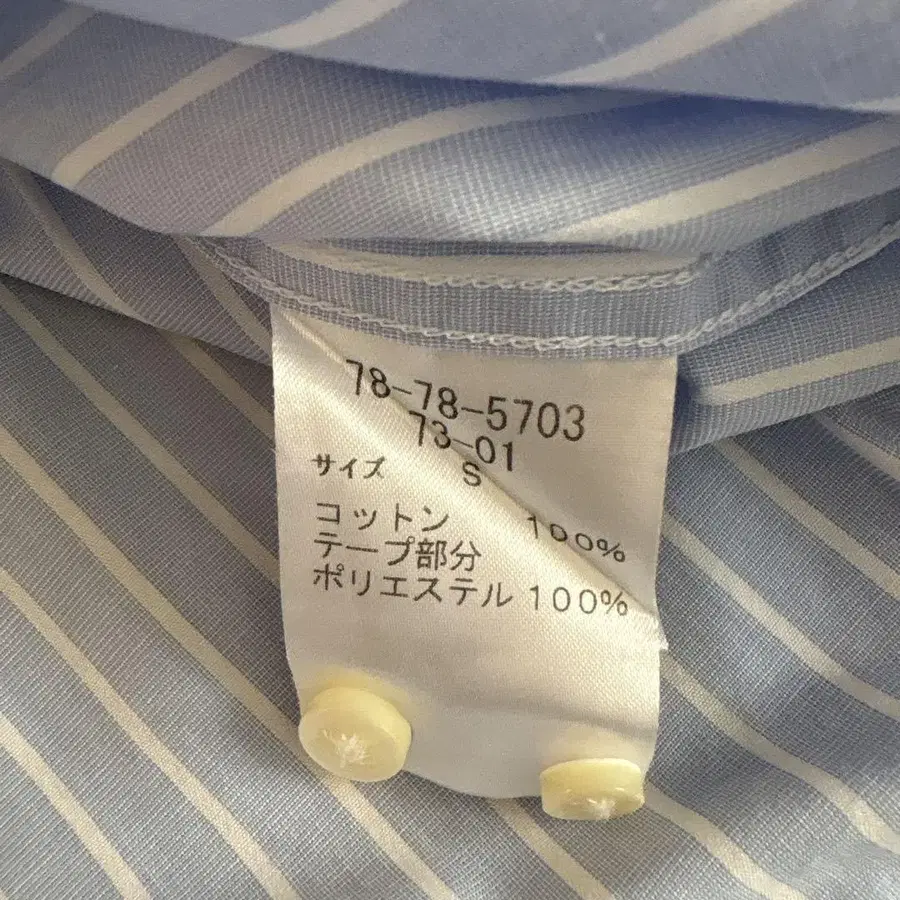 78-78-5703
73-01
サイズ S
コットン 100%
テープ部分
ポリエステル 100%